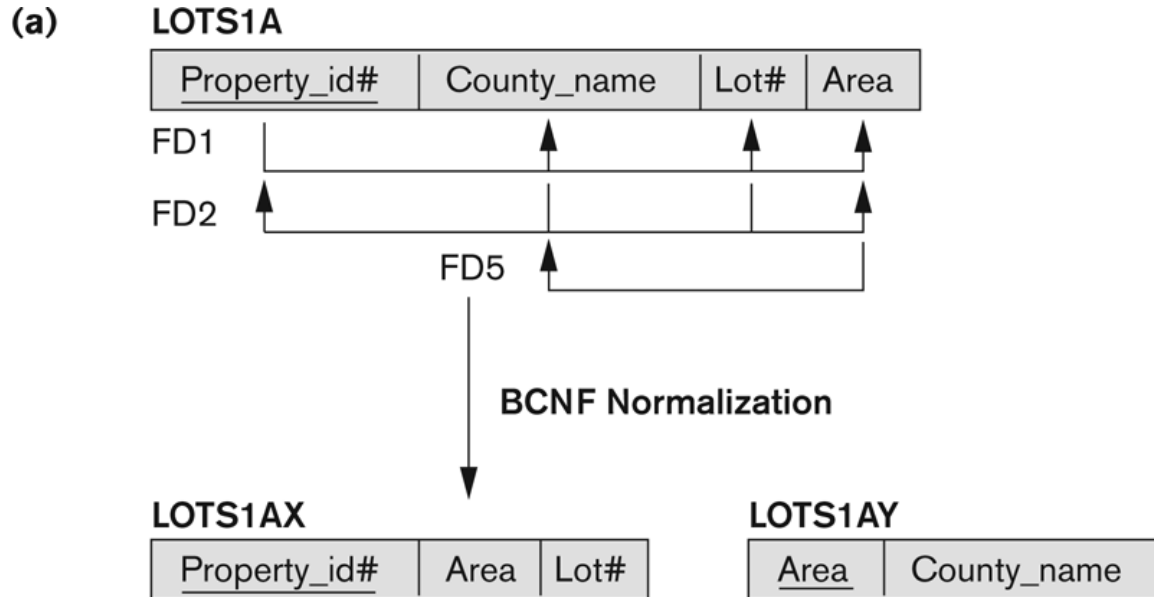 (a) LOTS1A
Property_id# County_name Lot# Area
FD1
FD2
FD5
BCNF Normalization
LOTS1AX LOTS1AY
Property_id# Area Lot# Area County_name